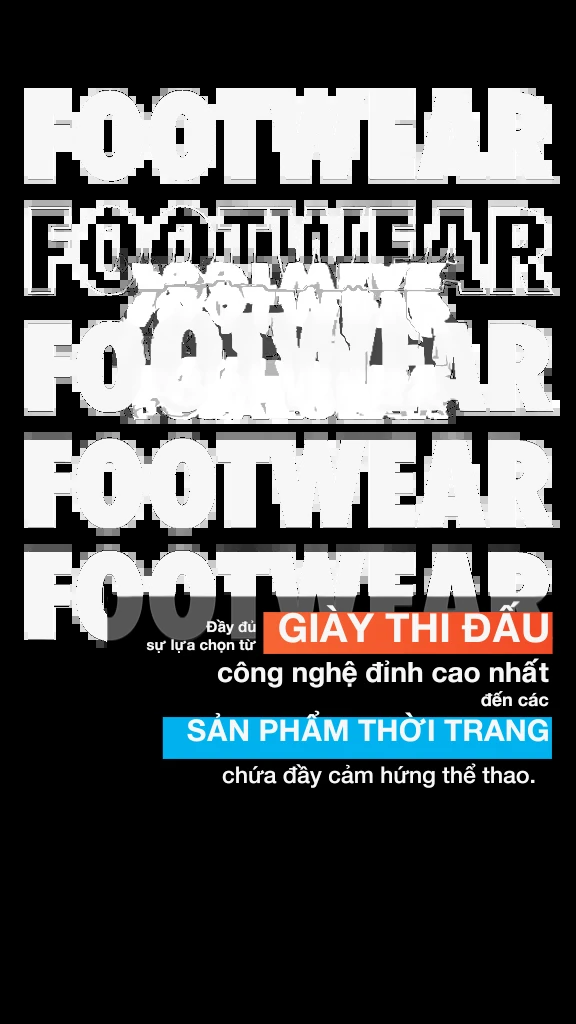 FOOTWEAR
FOOTWEAR
FOOTWEAR
FOOTWEAR
FOOTWEAR
Đầy đủ
sự lựa chọn từ
GIÀY THI ĐẤU
công nghệ đỉnh cao nhất
đến các
SẢN PHẨM THỜI TRANG
chứa đầy cảm hứng thể thao.